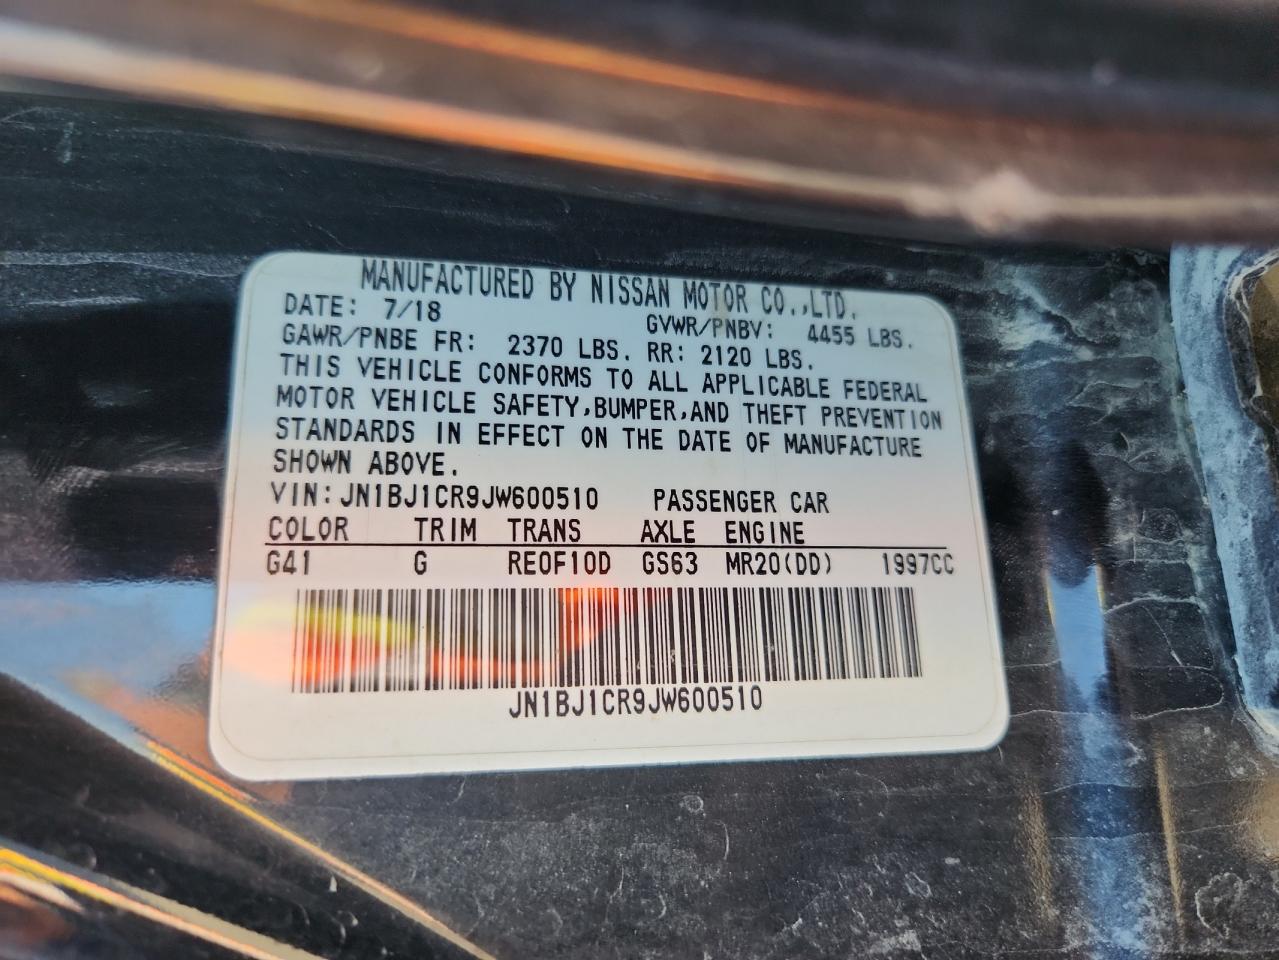 MANUFACTURED BY NISSAN MOTOR CO.,LTD.
DATE: 7/18 GVWR/PNBV: 4455 LBS.
GAWR/PNBE FR: 2370 LBS. RR: 2120 LBS.
THIS VEHICLE CONFORMS TO ALL APPLICABLE FEDERAL
MOTOR VEHICLE SAFETY,BUMPER,AND THEFT PREVENTION
STANDARDS IN EFFECT ON THE DATE OF MANUFACTURE
SHOWN ABOVE.
VIN: JN1BJ1CR9JW600510 PASSENGER CAR
COLOR TRIM TRANS AXLE ENGINE
G41 G RE0F10D GS63 MR20(DD) 1997CC
JN1BJ1CR9JW600510